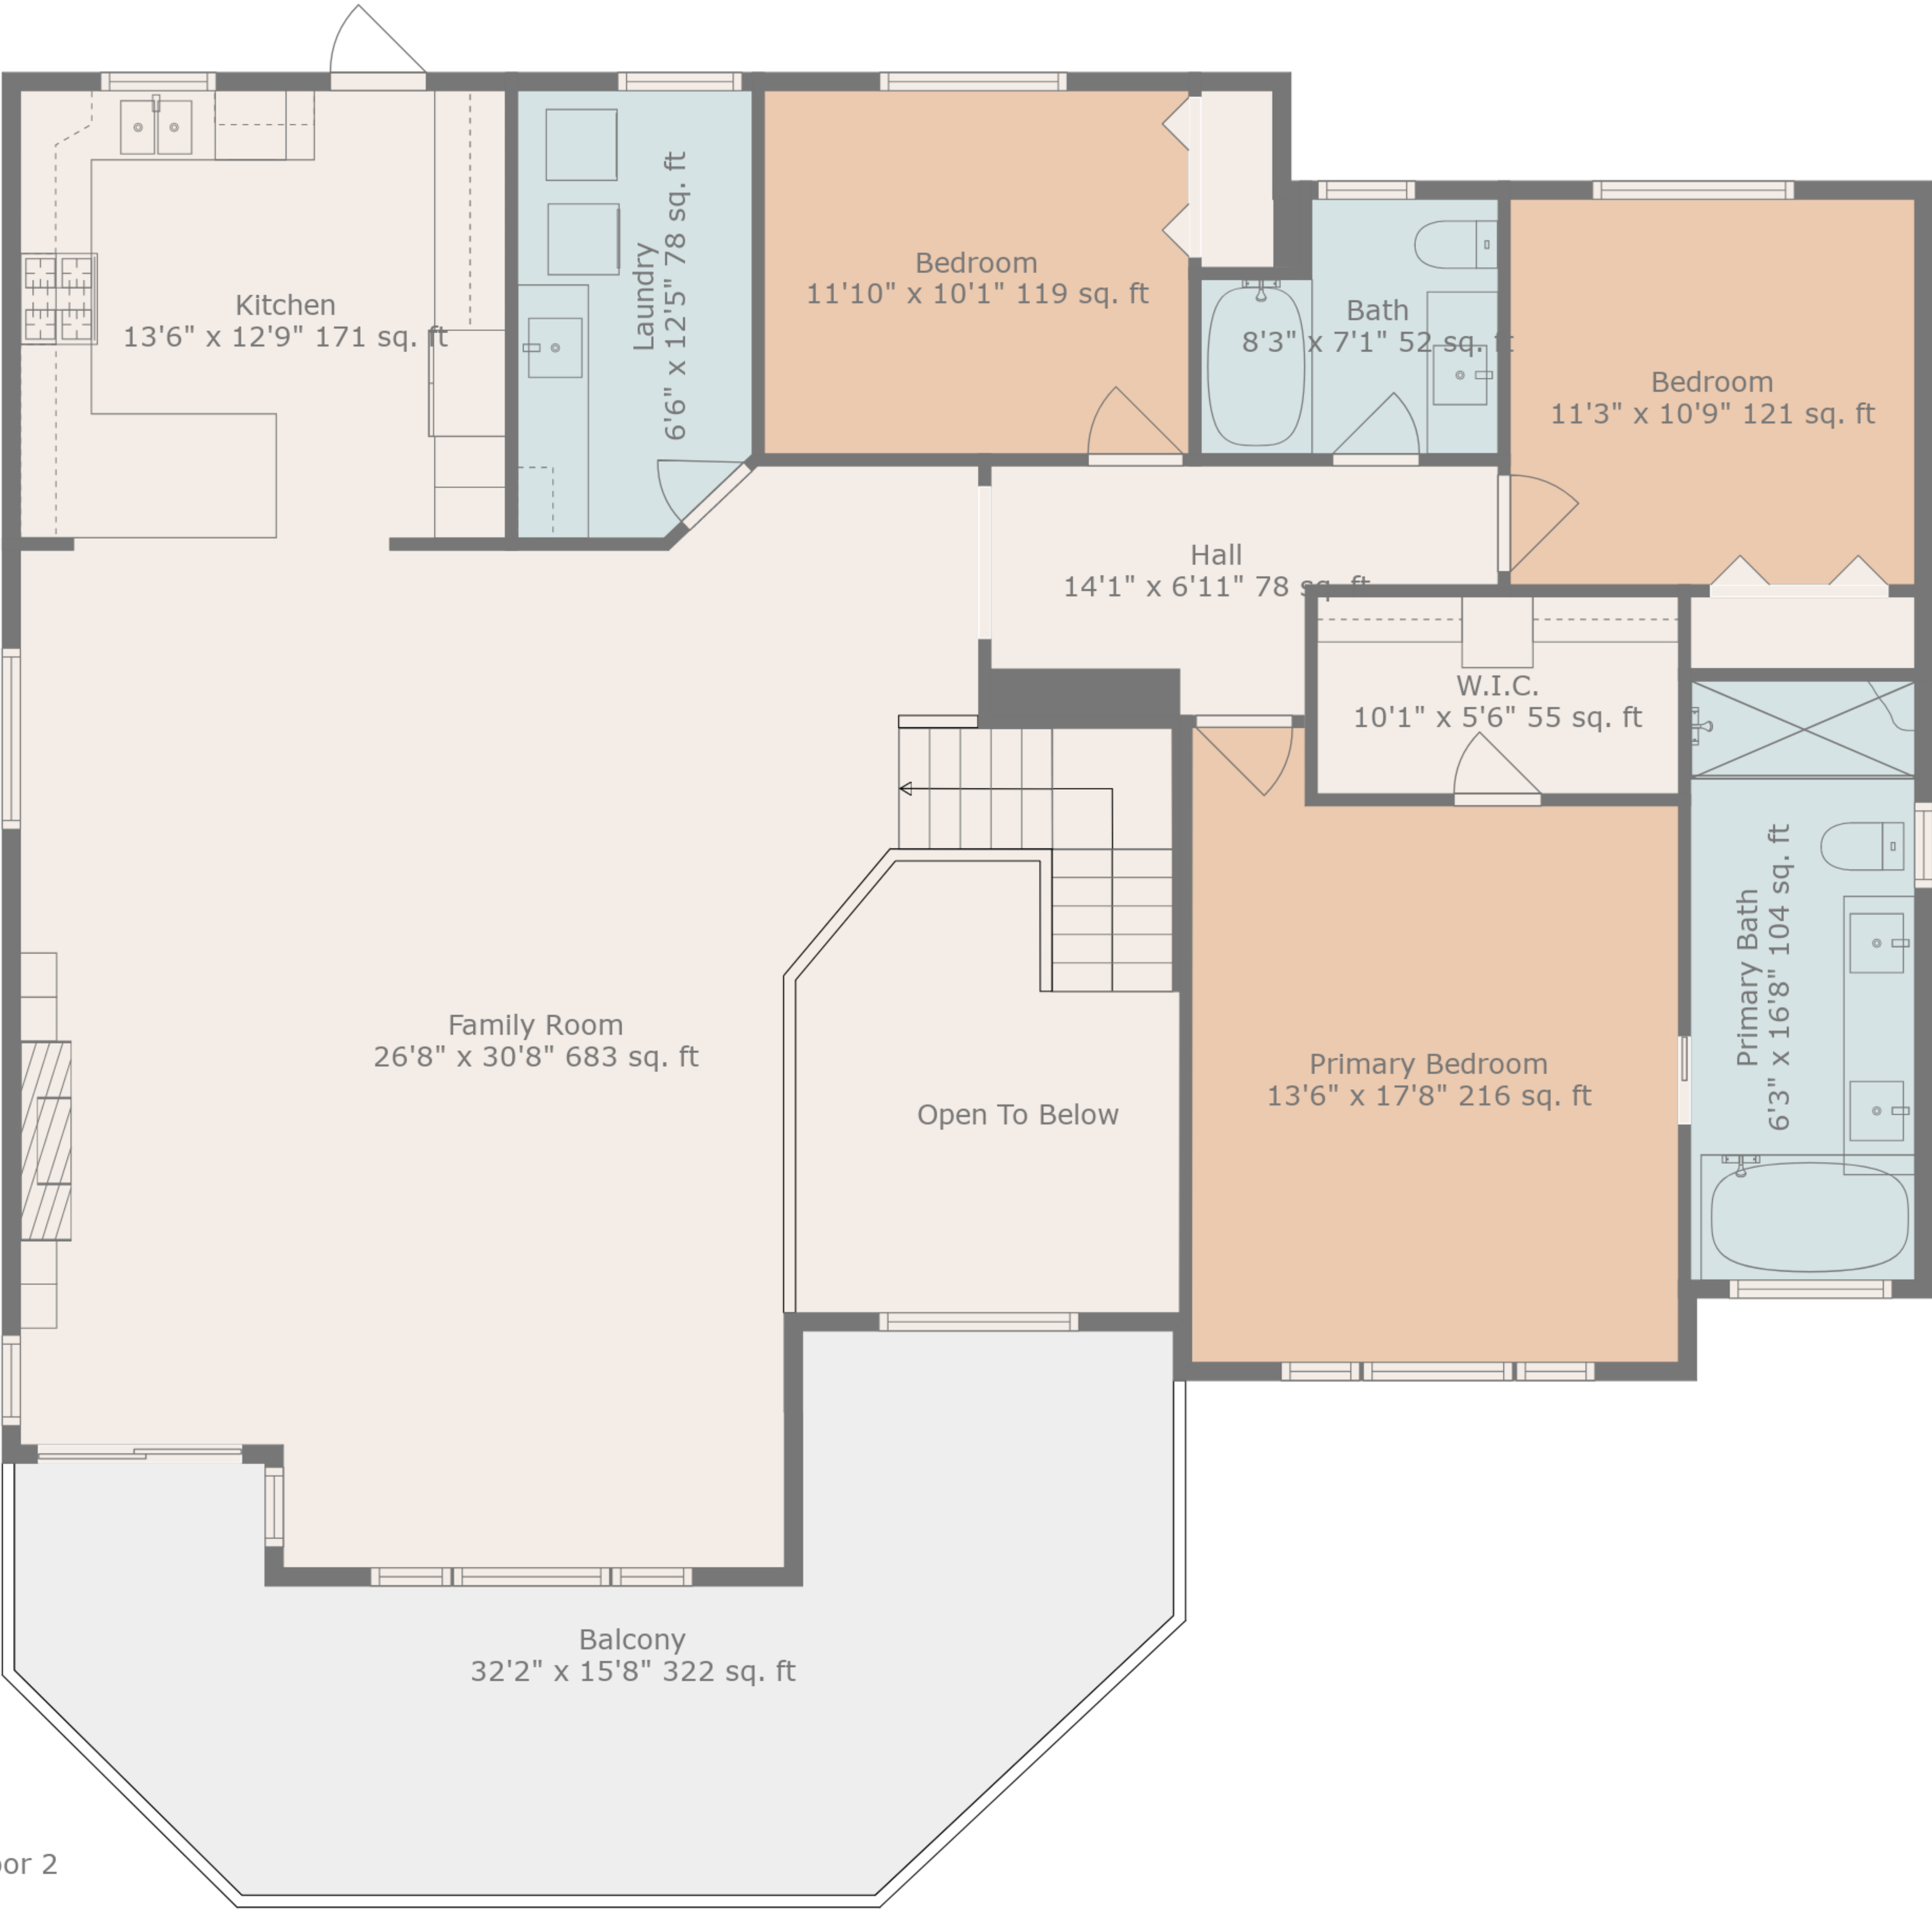 Kitchen
13'6" x 12'9" 171 sq. ft
Laundry
6'6" x 12'5" 78 sq. ft
Bedroom
11'10" x 10'1" 119 sq. ft
Bath
8'3" x 7'1" 52 sq. ft
Bedroom
11'3" x 10'9" 121 sq. ft
Hall
14'1" x 6'11" 78 sq. ft
W.I.C.
10'1" x 5'6" 55 sq. ft
Family Room
26'8" x 30'8" 683 sq. ft
Open To Below
Primary Bedroom
13'6" x 17'8" 216 sq. ft
Primary Bath
6'3" x 16'8" 104 sq. ft
Balcony
32'2" x 15'8" 322 sq. ft
oor 2